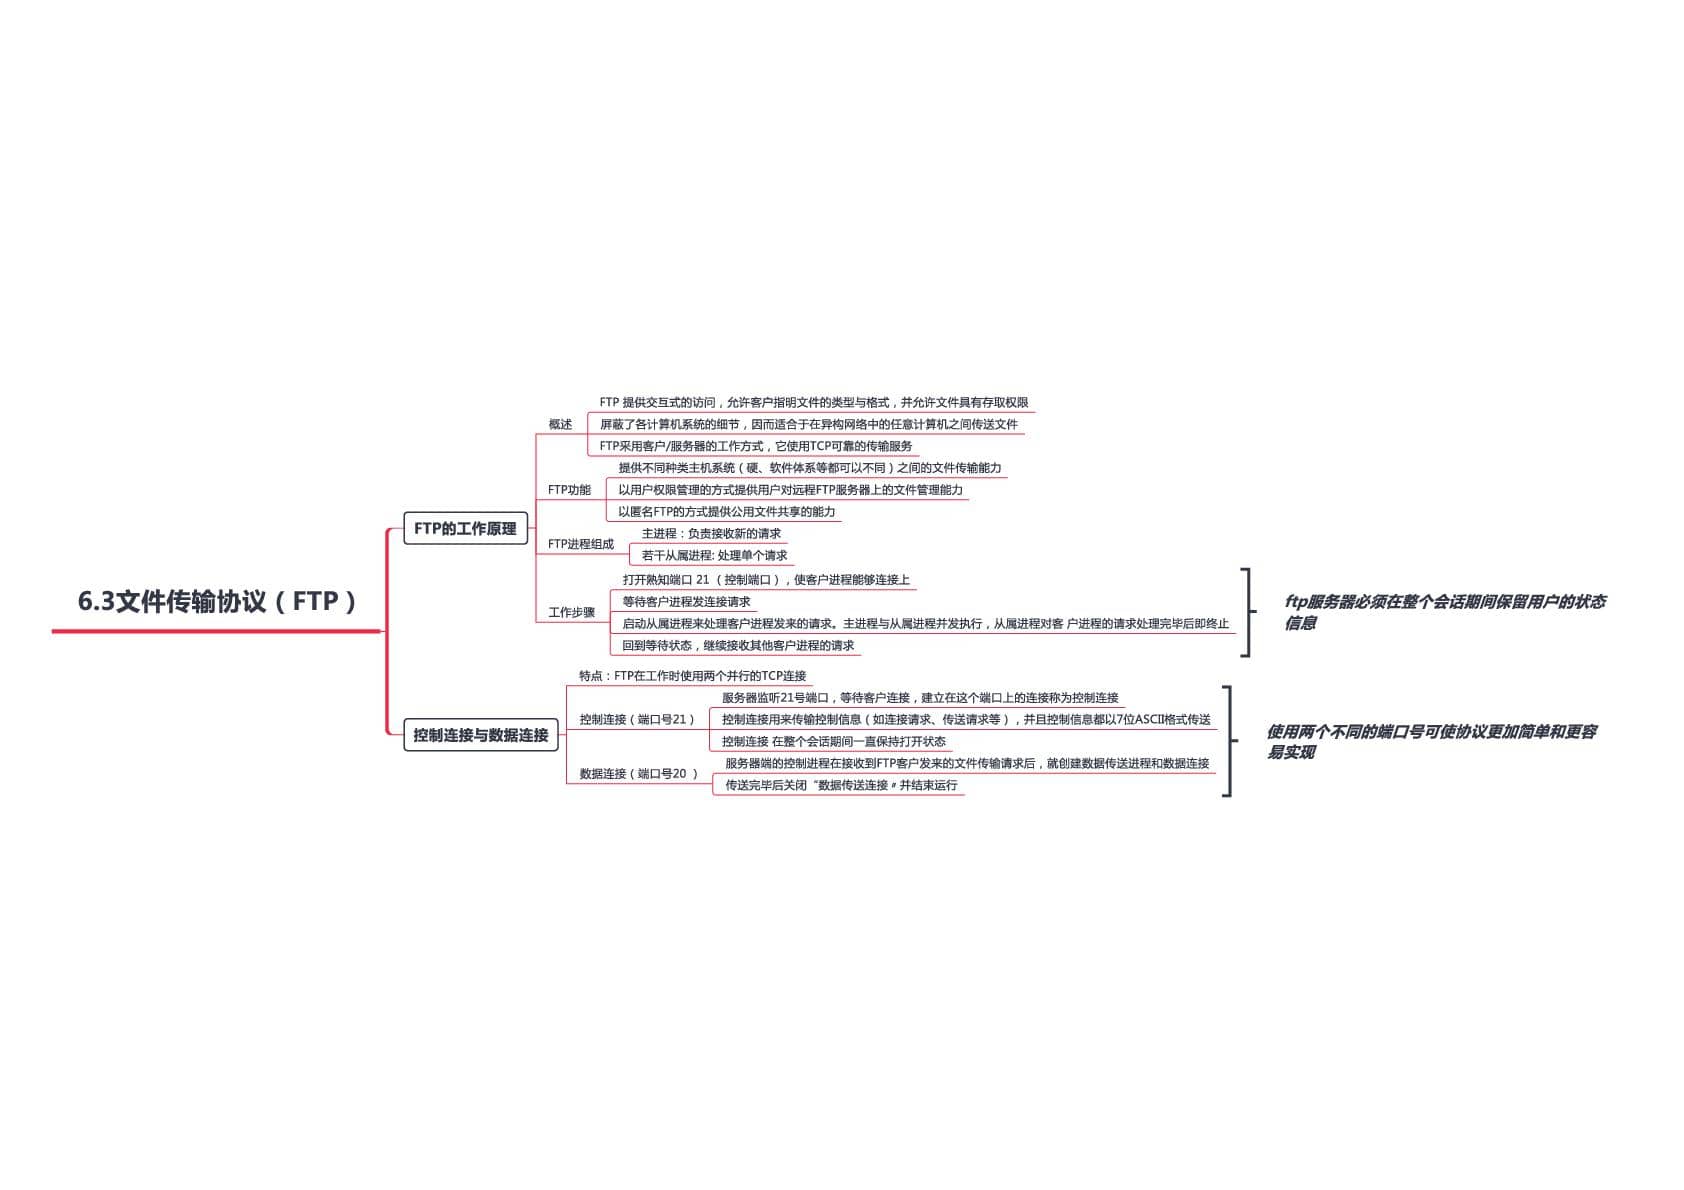 6.3文件传输协议（FTP）
FTP的工作原理
概述
FTP 提供交互式的访问，允许客户指明文件的类型与格式，并允许文件具有存取权限
屏蔽了各计算机系统的细节，因而适合于在异构网络中的任意计算机之间传送文件
FTP采用客户/服务器的工作方式，它使用TCP可靠的传输服务
FTP功能
提供不同种类主机系统（硬、软件体系等都可以不同）之间的文件传输能力
以用户权限管理的方式提供用户对远程FTP服务器上的文件管理能力
以匿名FTP的方式提供公用文件共享的能力
FTP进程组成
主进程：负责接收新的请求
若干从属进程: 处理单个请求
工作步骤
打开熟知端口 21 （控制端口），使客户进程能够连接上
等待客户进程发连接请求
启动从属进程来处理客户进程发来的请求。主进程与从属进程并发执行，从属进程对客 户进程的请求处理完毕后即终止
回到等待状态，继续接收其他客户进程的请求
ftp服务器必须在整个会话期间保留用户的状态
信息
控制连接与数据连接
特点：FTP在工作时使用两个并行的TCP连接
控制连接（端口号21）
服务器监听21号端口，等待客户连接，建立在这个端口上的连接称为控制连接
控制连接用来传输控制信息（如连接请求、传送请求等），并且控制信息都以7位ASCII格式传送
控制连接 在整个会话期间一直保持打开状态
数据连接（端口号20 ）
服务器端的控制进程在接收到FTP客户发来的文件传输请求后，就创建数据传送进程和数据连接
传送完毕后关闭〝数据传送连接〞并结束运行
使用两个不同的端口号可使协议更加简单和更容
易实现